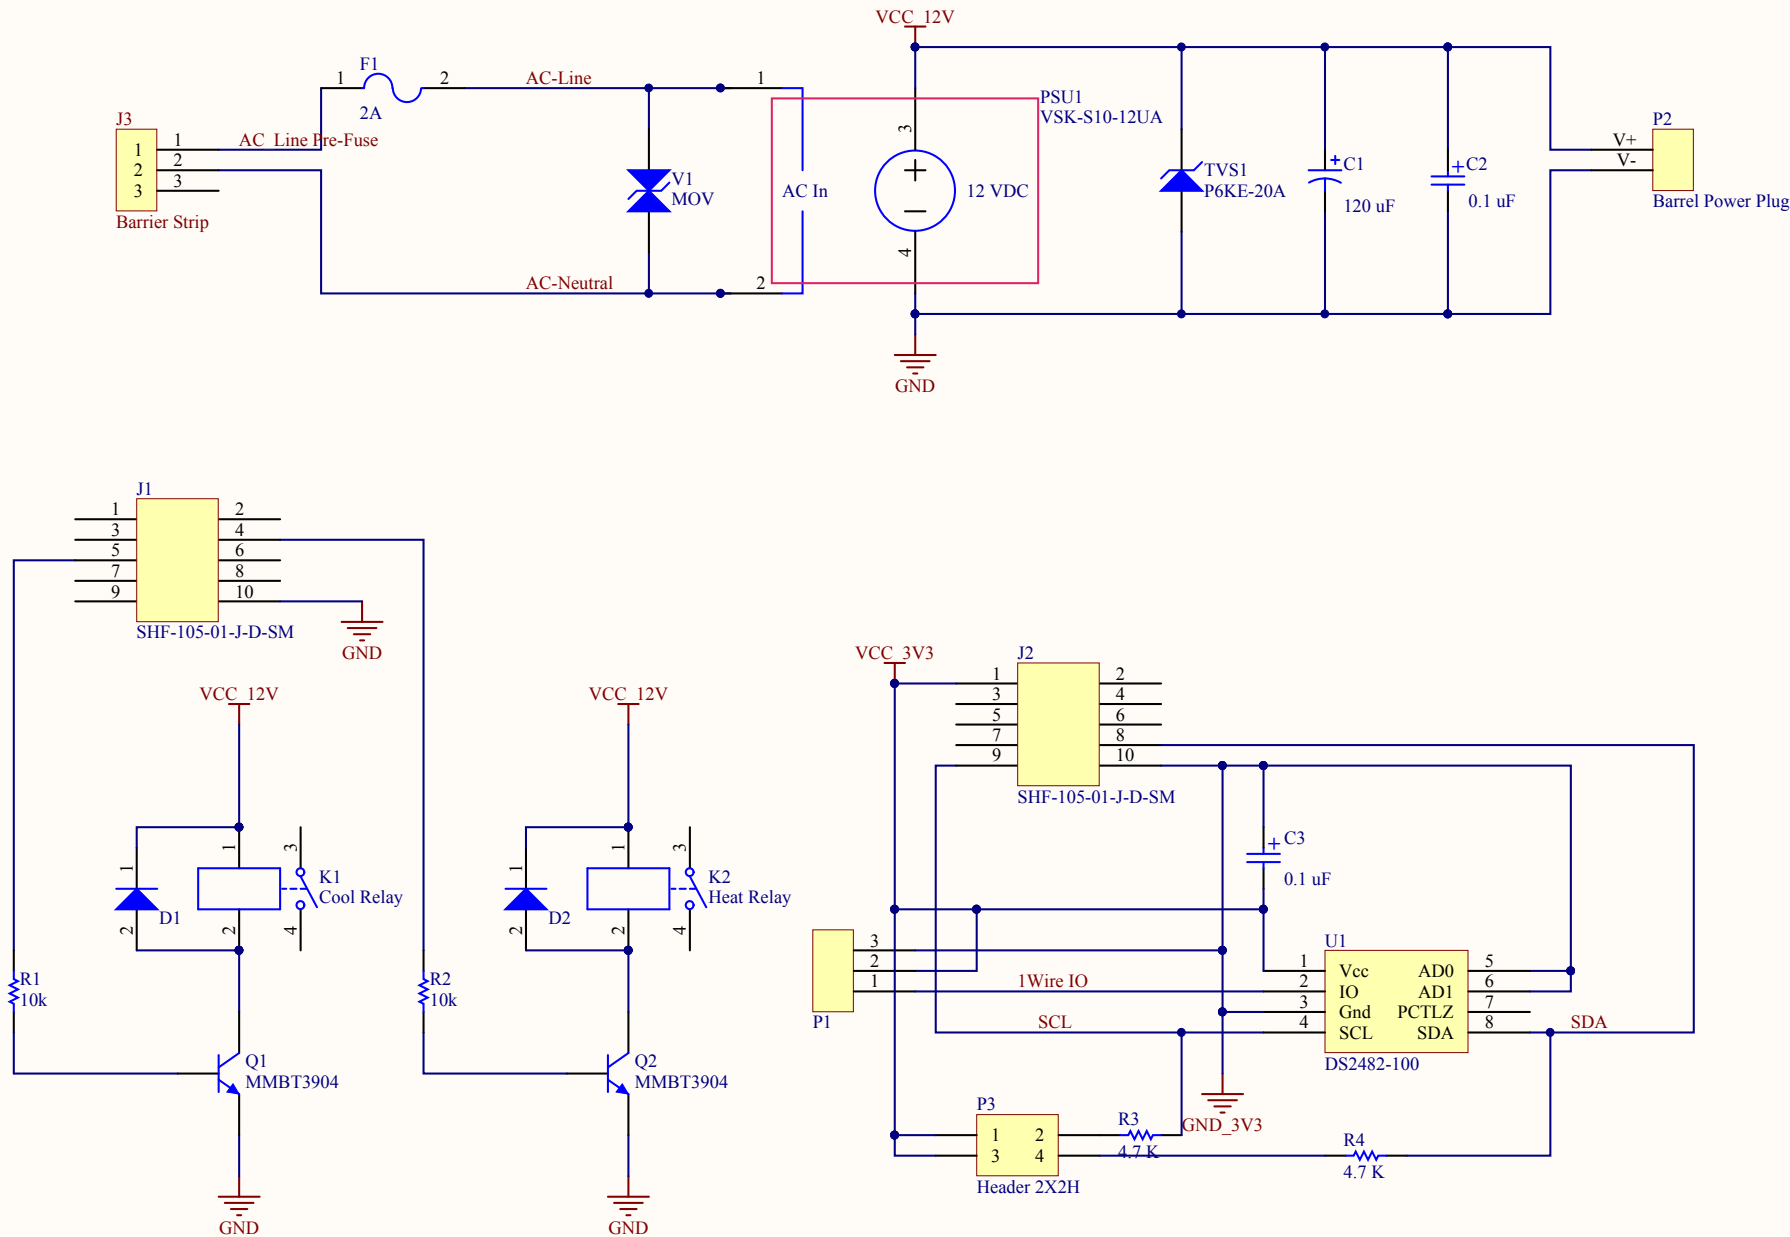 VCC_12V
F1
1
2
AC-Line
1
2A
PSU1
VSK-S10-12UA
J3
1
1
AC_Line Pre-Fuse
2
2
3
3
Barrier Strip
V1
MOV
AC In
3
12 VDC
4
TVS1
P6KE-20A
+
C1
120 uF
+
C2
0.1 uF
P2
V+
V-
Barrel Power Plug
AC-Neutral
2
GND
J1
1 2
3 4
5 6
7 8
9 10
SHF-105-01-J-D-SM
GND
VCC_12V
1
1
3
K1
Cool Relay
D1
2
2
4
R1
10k
Q1
MMBT3904
GND
VCC_12V
1
1
3
K2
Heat Relay
D2
2
2
4
R2
10k
Q2
MMBT3904
GND
VCC_3V3
J2
1 2
3 4
5 6
7 8
9 10
SHF-105-01-J-D-SM
+
C3
0.1 uF
3
2
1
P1
1Wire IO
SCL
U1
1 Vcc AD0 5
2 IO AD1 6
3 Gnd PCTLZ 7
4 SCL SDA 8
DS2482-100
SDA
P3
1 2
3 4
Header 2X2H
R3
4.7 K
GND_3V3
R4
4.7 K